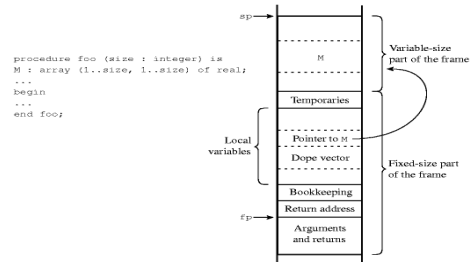 procedure foo (size : integer) is
M : array (1..size, 1..size) of real;
...
begin
...
end foo;
sp
M
Variable-size
part of the frame
Temporaries
Local
variables
Pointer to M
Dope vector
Fixed-size part
of the frame
Bookkeeping
Return address
fp
Arguments
and returns